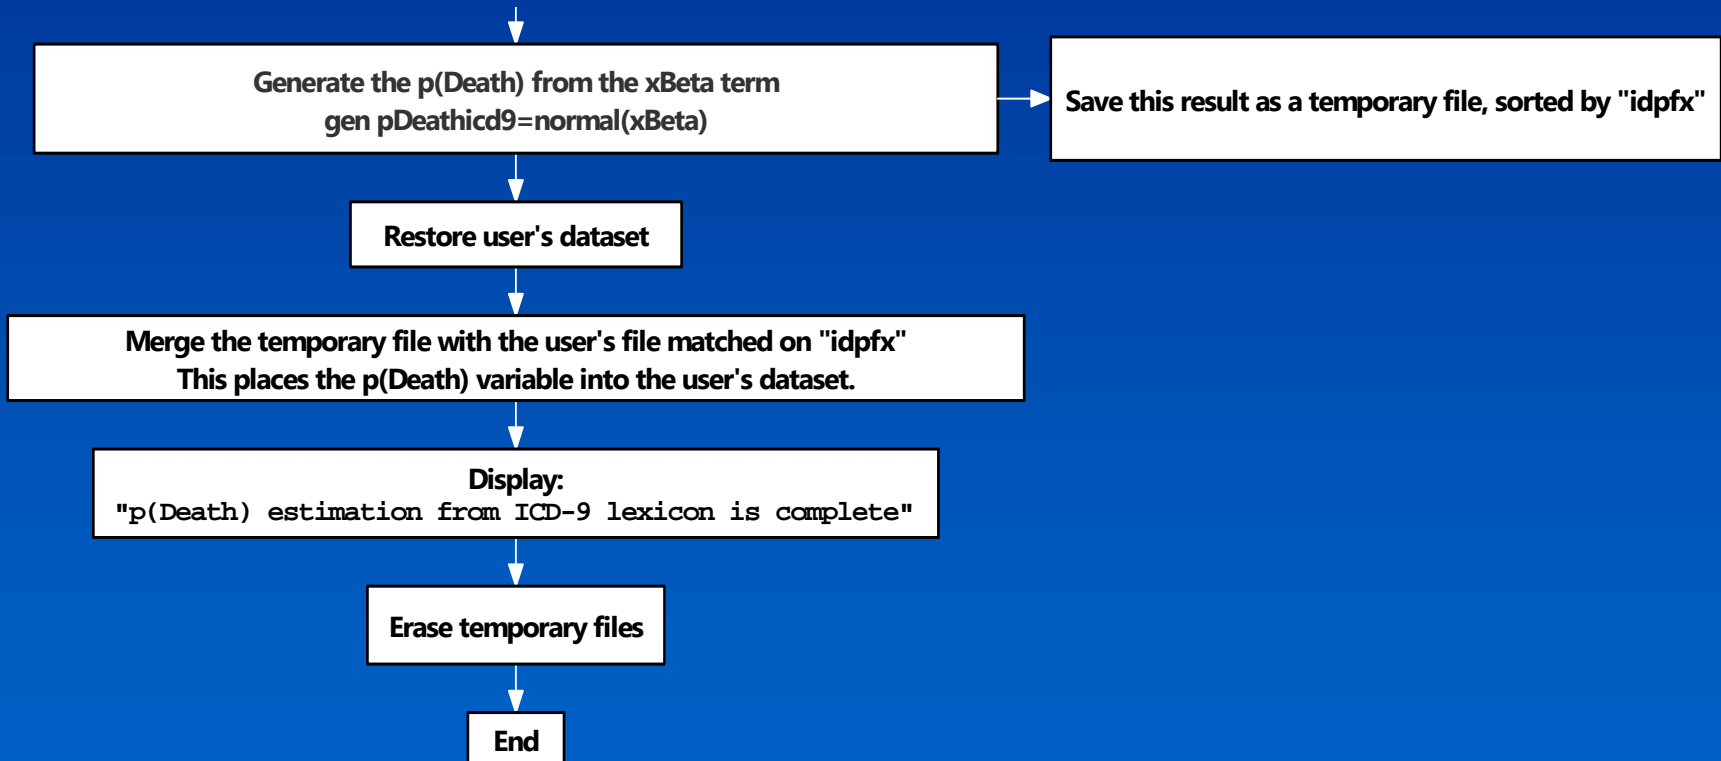 Generate the p(Death) from the xBeta term
gen pDeathicd9=normal(xBeta)
Save this result as a temporary file, sorted by "idpfx"
Restore user's dataset
Merge the temporary file with the user's file matched on "idpfx"
This places the p(Death) variable into the user's dataset.
Display:
"p(Death) estimation from ICD-9 lexicon is complete"
Erase temporary files
End